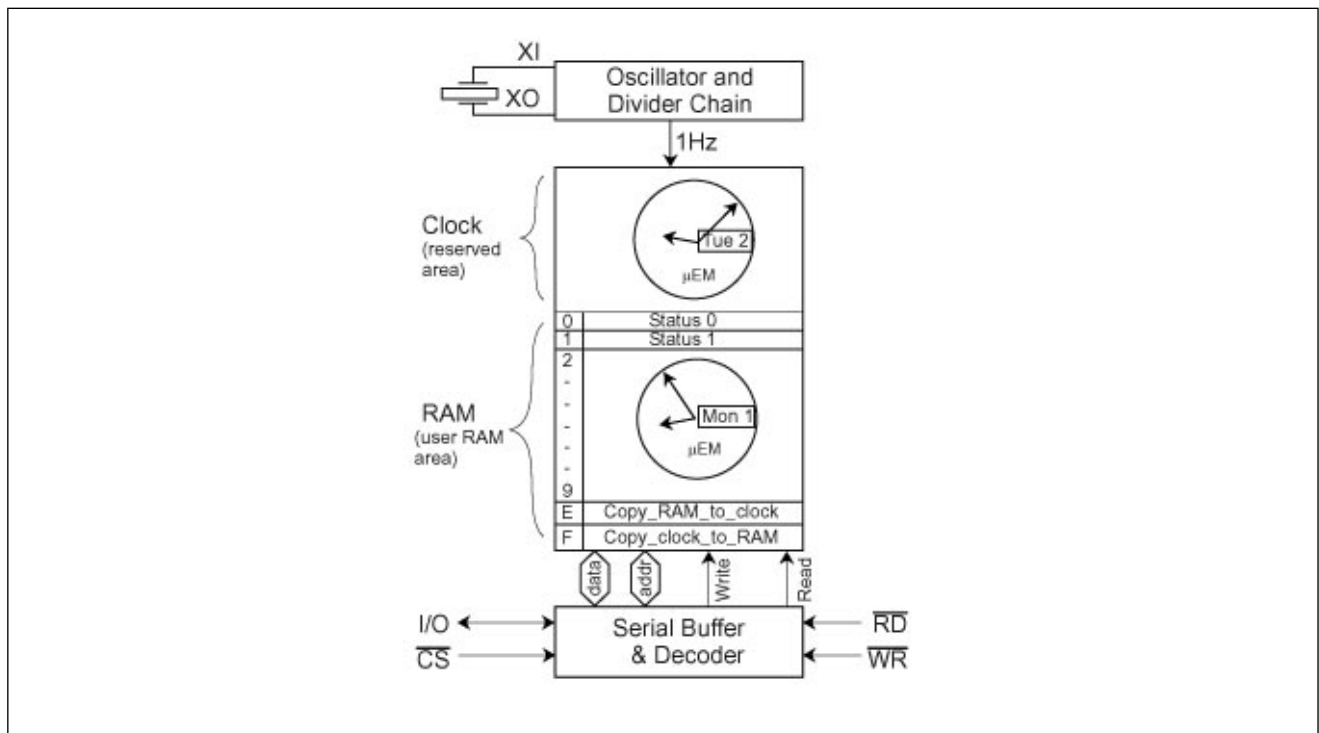 XI
XO
Oscillator and
Divider Chain
1Hz
Clock
(reserved
area)
Tue 2
μEM
0 Status 0
1 Status 1
2
-
-
-
-
-
-
9
Mon 1
μEM
RAM
(user RAM
area)
E Copy_RAM_to_clock
F Copy_clock_to_RAM
data
addr
Write
Read
I/O
CS
Serial Buffer
& Decoder
RD
WR